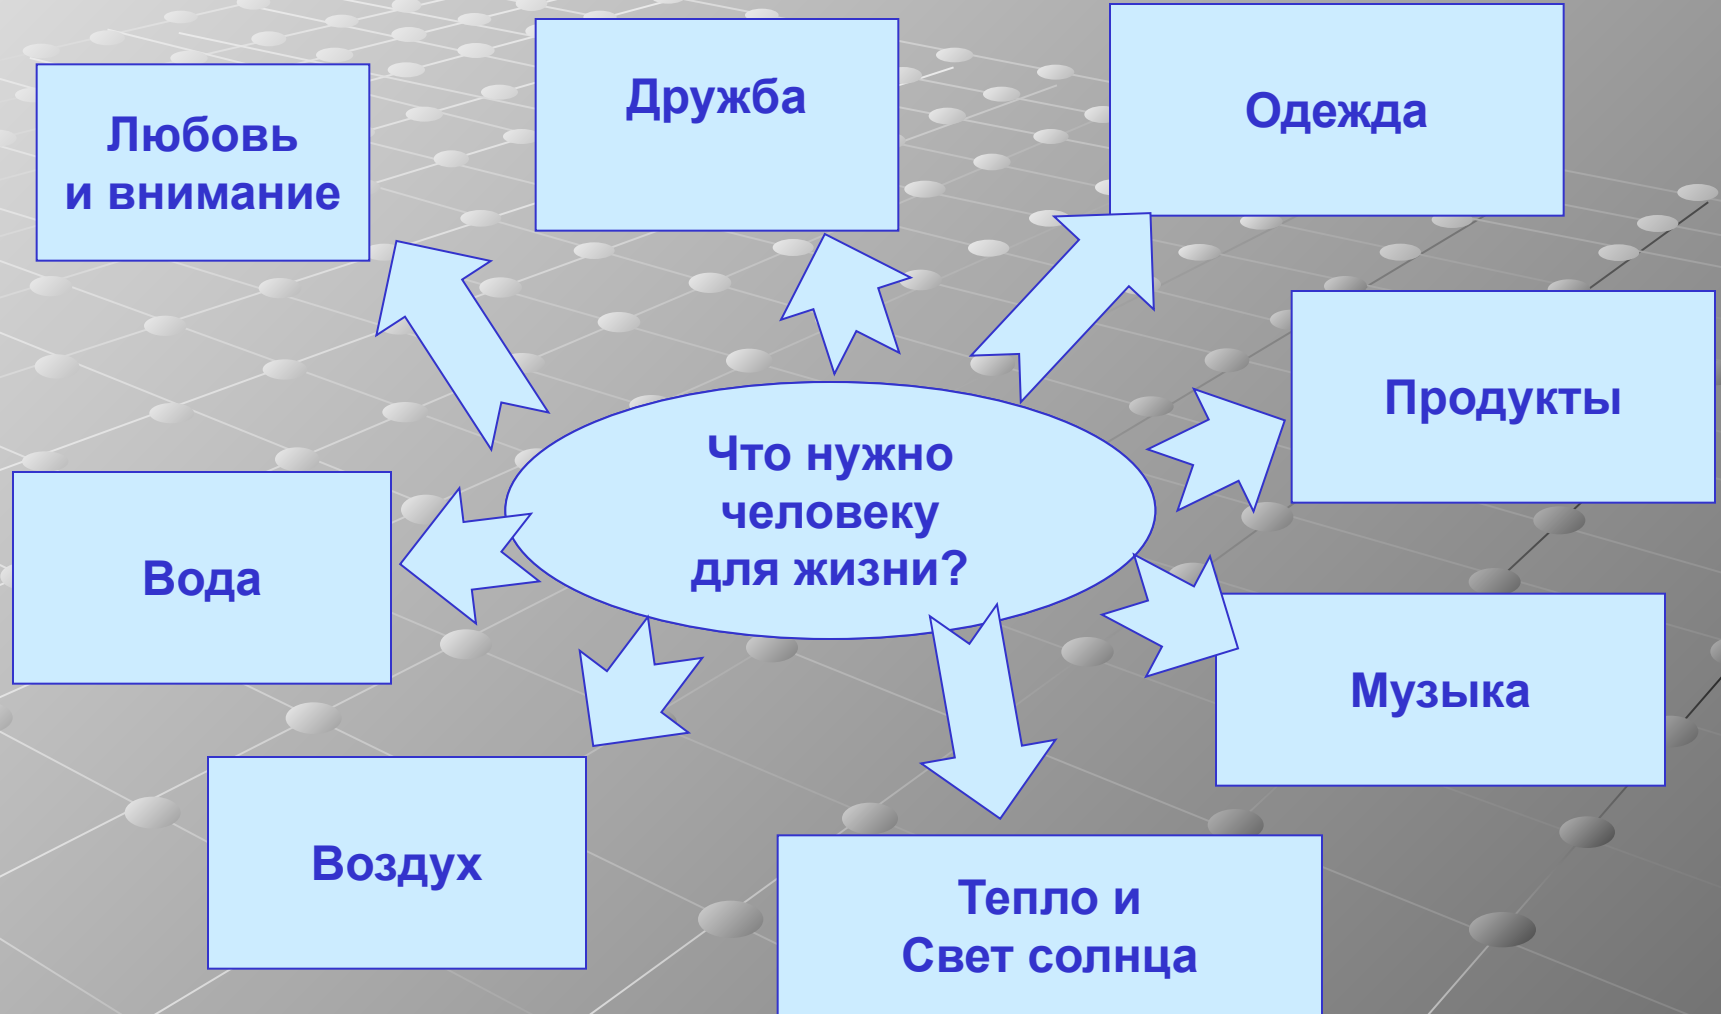 Любовь
и внимание
Дружба
Одежда
Продукты
Что нужно
человеку
для жизни?
Вода
Музыка
Воздух
Тепло и
Свет солнца